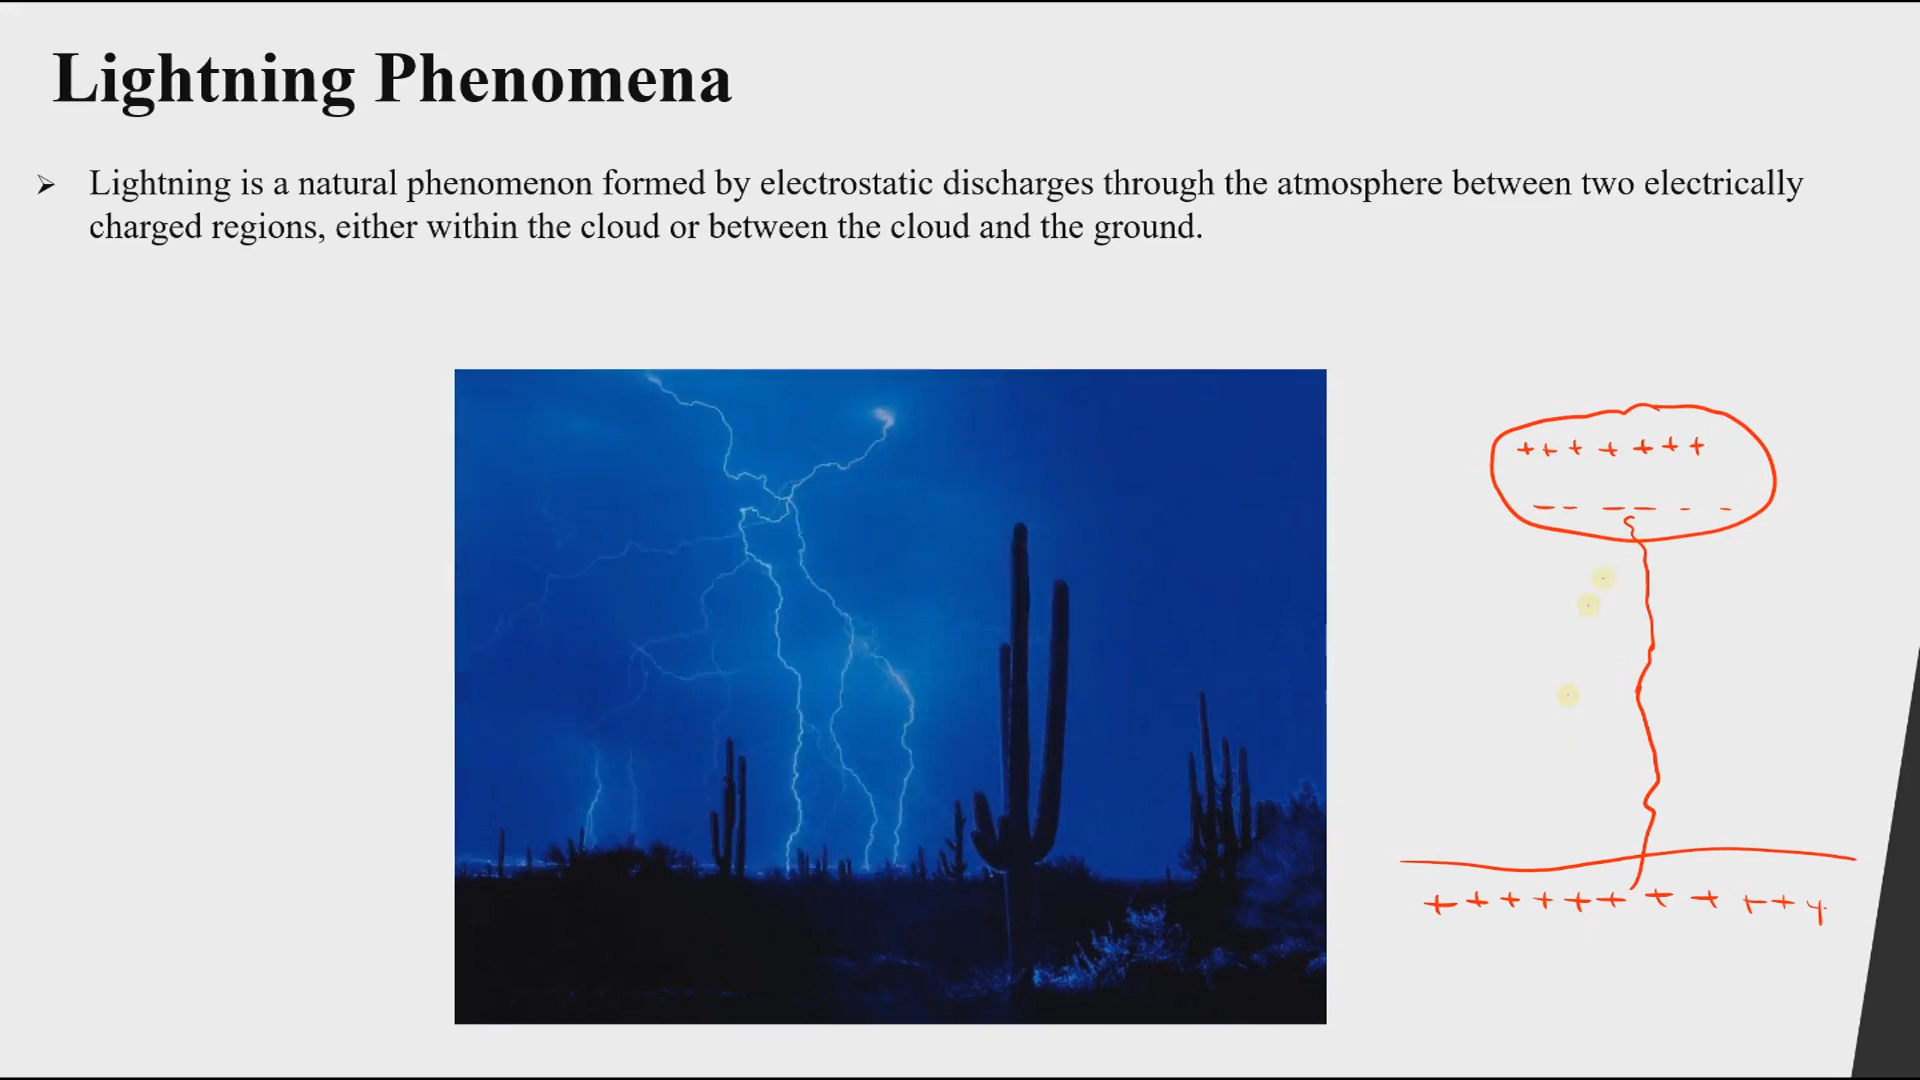 Lightning Phenomena
➢ Lightning is a natural phenomenon formed by electrostatic discharges through the atmosphere between two electrically
charged regions, either within the cloud or between the cloud and the ground.
+ + + + + + +
– – – – – –
+ + + + + + + + + + +